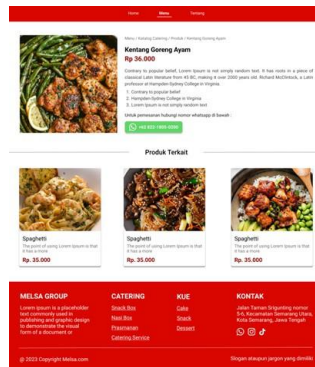 Home Menu Tentang
Menu / Katalog Catering / Produk / Kentang Goreng Ayam
Kentang Goreng Ayam
Rp 36.000
Contrary to popular belief, Lorem Ipsum is not simply random text. It has roots in a piece of
classical Latin literature from 45 BC, making it over 2000 years old. Richard McClintock, a Latin
professor at Hampden-Sydney College in Virginia.
1. Contrary to popular belief
2. Hampden-Sydney College in Virginia
3. Lorem Ipsum is not simply random text
Untuk pemesanan hubungi nomor whatsapp di bawah :
Produk Terkait
Spaghetti
The point of using Lorem Ipsum is that
it has a more
Rp. 35.000
Spaghetti
The point of using Lorem Ipsum is that
it has a more
Rp. 35.000
Spaghetti
The point of using Lorem Ipsum is that
it has a more
Rp. 35.000
MELSA GROUP
Lorem ipsum is a placeholder
text commonly used in
publishing and graphic design
to demonstrate the visual
form of a document or
CATERING
Snack Box
Nasi Box
Prasmanan
Catering Service
KUE
Cake
Snack
Dessert
KONTAK
Jalan Taman Srigunting nomor
5-6, Kecamatan Semarang Utara,
Kota Semarang, Jawa Tengah
@ 2023 Copyright Melsa.com
Slogan ataupun jargon yang dimiliki